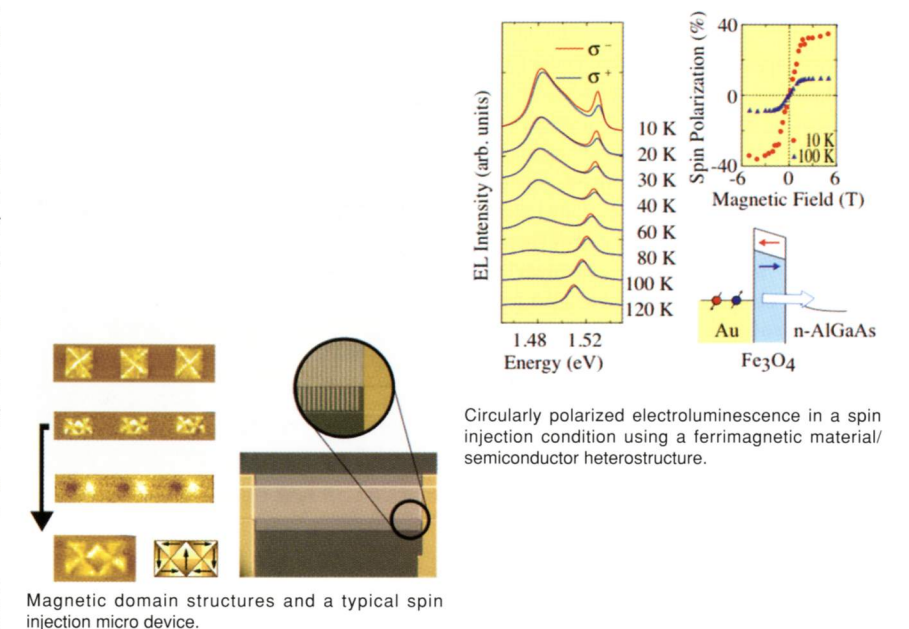 σ⁻
σ⁺
EL Intensity (arb. units)
10 K
20 K
30 K
40 K
60 K
80 K
100 K
120 K
1.48 1.52
Energy (eV)
Spin Polarization (%)
40
0
-40
10 K
100 K
-6 0 6
Magnetic Field (T)
Au
n-AlGaAs
Fe₃O₄
Circularly polarized electroluminescence in a spin
injection condition using a ferrimagnetic material/
semiconductor heterostructure.
Magnetic domain structures and a typical spin
injection micro device.